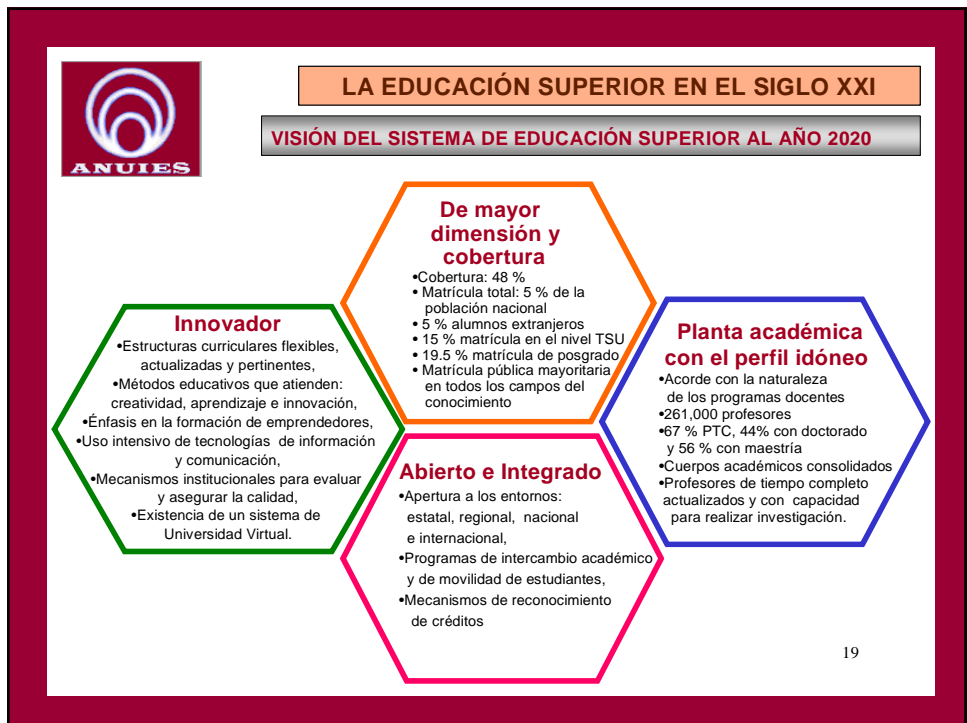 ANUIES
LA EDUCACIÓN SUPERIOR EN EL SIGLO XXI
VISIÓN DEL SISTEMA DE EDUCACIÓN SUPERIOR AL AÑO 2020
De mayor
dimensión y
cobertura
•Cobertura: 48 %
• Matrícula total: 5 % de la
población nacional
• 5 % alumnos extranjeros
• 15 % matrícula en el nivel TSU
• 19.5 % matrícula de posgrado
• Matrícula pública mayoritaria
en todos los campos del
conocimiento
Innovador
•Estructuras curriculares flexibles,
actualizadas y pertinentes,
•Métodos educativos que atienden:
creatividad, aprendizaje e innovación,
•Énfasis en la formación de emprendedores,
•Uso intensivo de tecnologías de información
y comunicación,
•Mecanismos institucionales para evaluar
y asegurar la calidad,
•Existencia de un sistema de
Universidad Virtual.
Planta académica
con el perfil idóneo
•Acorde con la naturaleza
de los programas docentes
•261,000 profesores
•67 % PTC, 44% con doctorado
y 56 % con maestría
•Cuerpos académicos consolidados
•Profesores de tiempo completo
actualizados y con capacidad
para realizar investigación.
Abierto e Integrado
•Apertura a los entornos:
estatal, regional, nacional
e internacional,
•Programas de intercambio académico
y de movilidad de estudiantes,
•Mecanismos de reconocimiento
de créditos
19